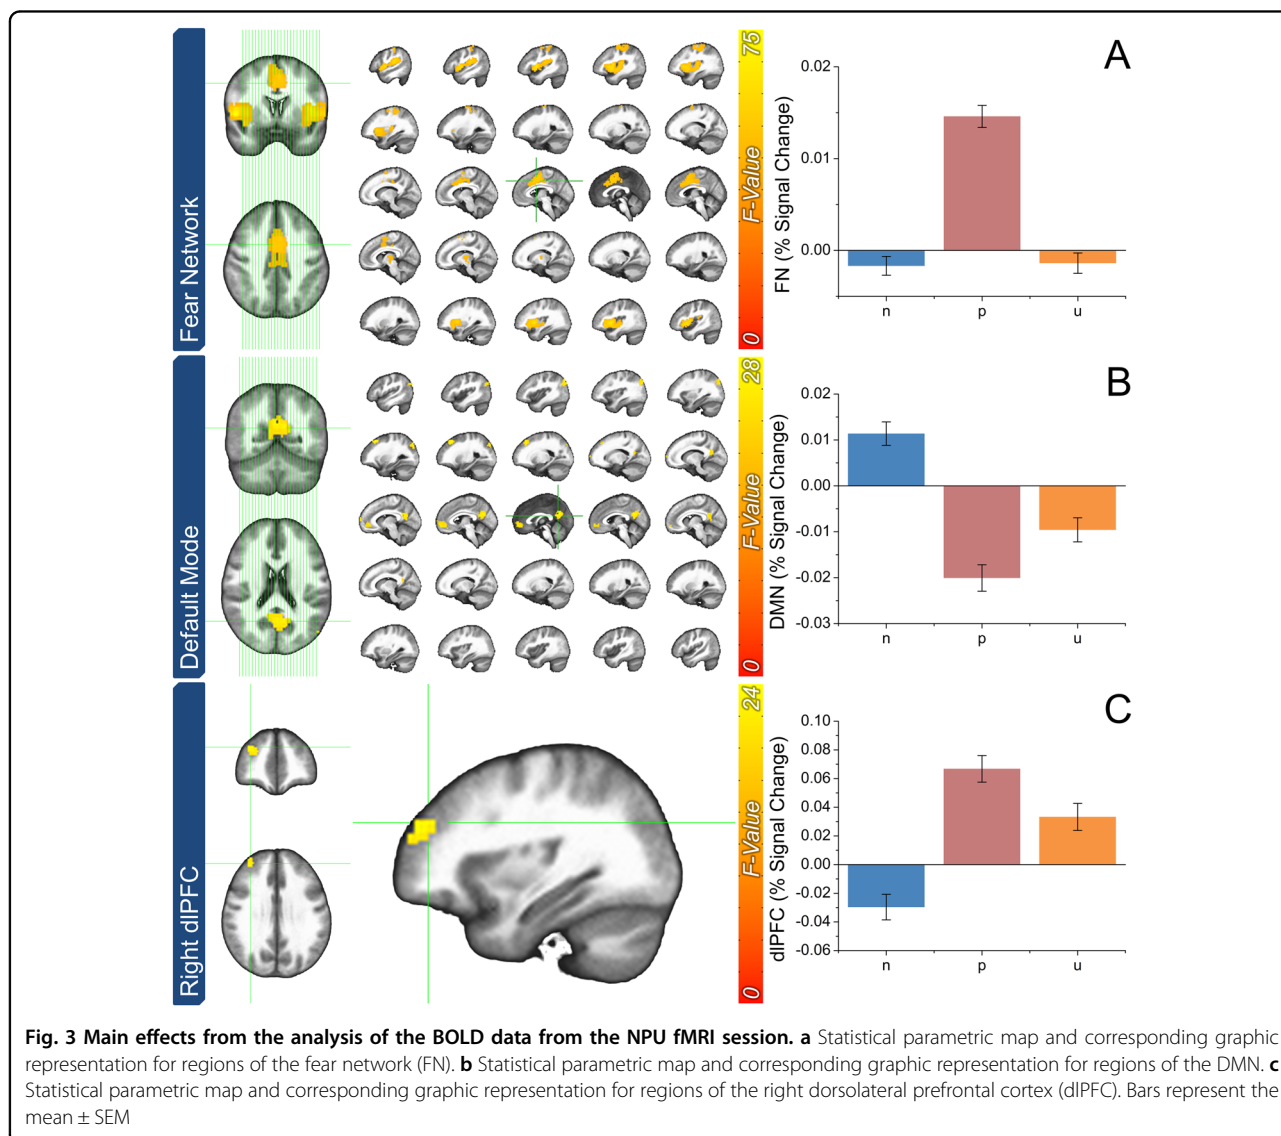 Fear Network
75
F-Value
0
A
FN (% Signal Change)
0.02
0.01
0.00
n p u
Default Mode
28
F-Value
0
B
DMN (% Signal Change)
0.02
0.01
0.00
-0.01
-0.02
-0.03
n p u
Right dlPFC
24
F-Value
0
C
dlPFC (% Signal Change)
0.10
0.08
0.06
0.04
0.02
0.00
-0.02
-0.04
-0.06
n p u
Fig. 3 Main effects from the analysis of the BOLD data from the NPU fMRI session. a Statistical parametric map and corresponding graphic
representation for regions of the fear network (FN). b Statistical parametric map and corresponding graphic representation for regions of the DMN. c
Statistical parametric map and corresponding graphic representation for regions of the right dorsolateral prefrontal cortex (dlPFC). Bars represent the
mean ± SEM